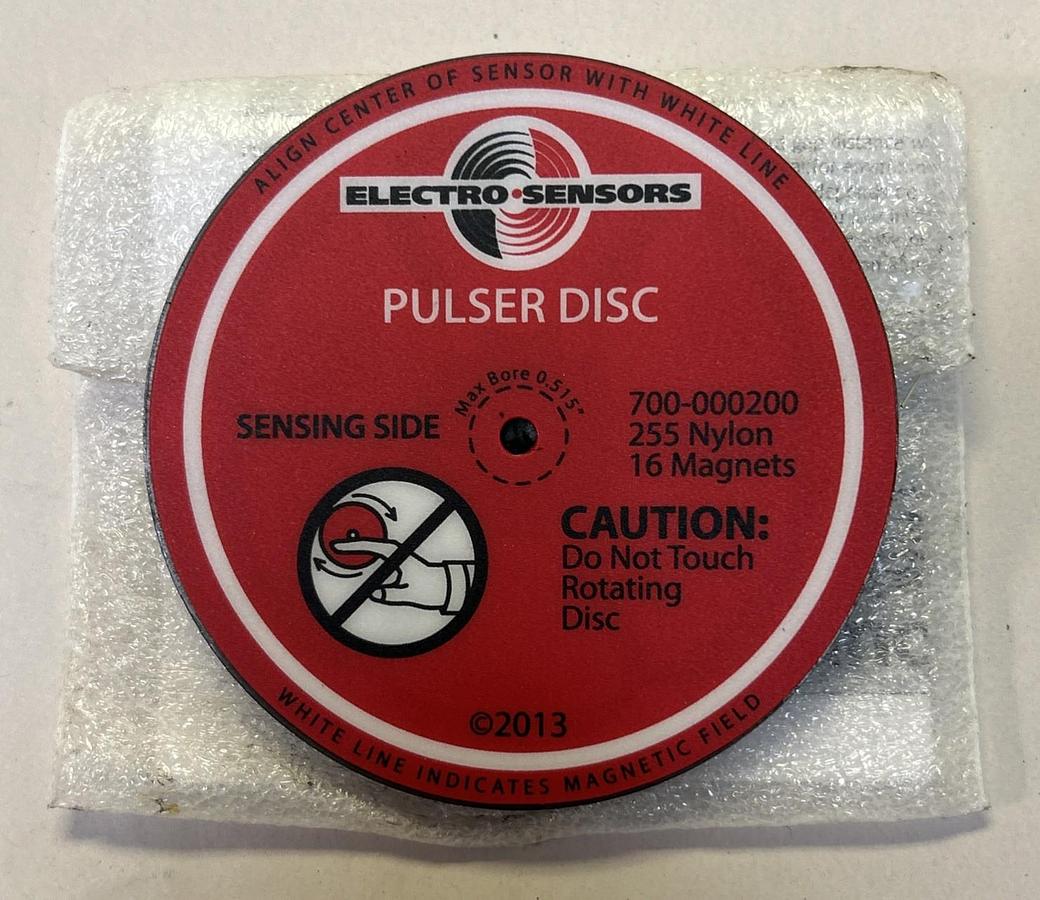 ALIGN CENTER OF SENSOR WITH WHITE LINE
ELECTRO•SENSORS
PULSER DISC
Max Bore 0.515"
SENSING SIDE
700-000200
255 Nylon
16 Magnets
CAUTION:
Do Not Touch
Rotating
Disc
©2013
WHITE LINE INDICATES MAGNETIC FIELD